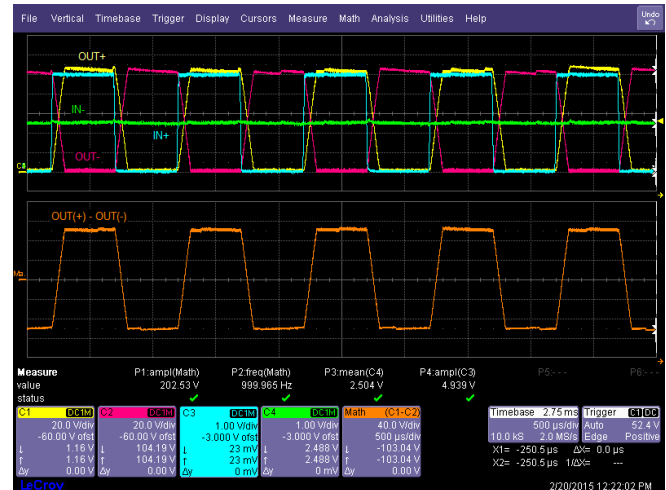 File Vertical Timebase Trigger Display Cursors Measure Math Analysis Utilities Help Undo
OUT+
IN-
IN+
OUT-
C3
OUT(+) - OUT(-)
Ma
Measure P1:ampl(Math) P2:freq(Math) P3:mean(C4) P4:ampl(C3) P5:- - - P6:- - -
value 202.53 V 999.965 Hz 2.504 V 4.939 V
status
C1 DC1M C2 DC1M C3 DC1M C4 DC1M Math (C1-C2) Timebase 2.75 ms Trigger C1 DC
20.0 V/div 20.0 V/div 1.00 V/div 1.00 V/div 40.0 V/div 500 µs/div Auto 52.4 V
-60.00 V ofst -60.00 V ofst -3.000 V ofst -3.000 V ofst 500 µs/div 10.0 kS 2.0 MS/s Edge Positive
↓ 1.16 V ↓ 104.19 V ↓ 23 mV ↓ 2.488 V ↓ -103.04 V X1= -250.5 µs ΔX= 0.0 µs
↑ 1.16 V ↑ 104.19 V ↑ 23 mV ↑ 2.488 V ↑ -103.04 V X2= -250.5 µs 1/ΔX= ---
Δy 0.00 V Δy 0.00 V Δy 0 mV Δy 0 mV Δy 0.00 V
LeCroy 2/20/2015 12:22:02 PM